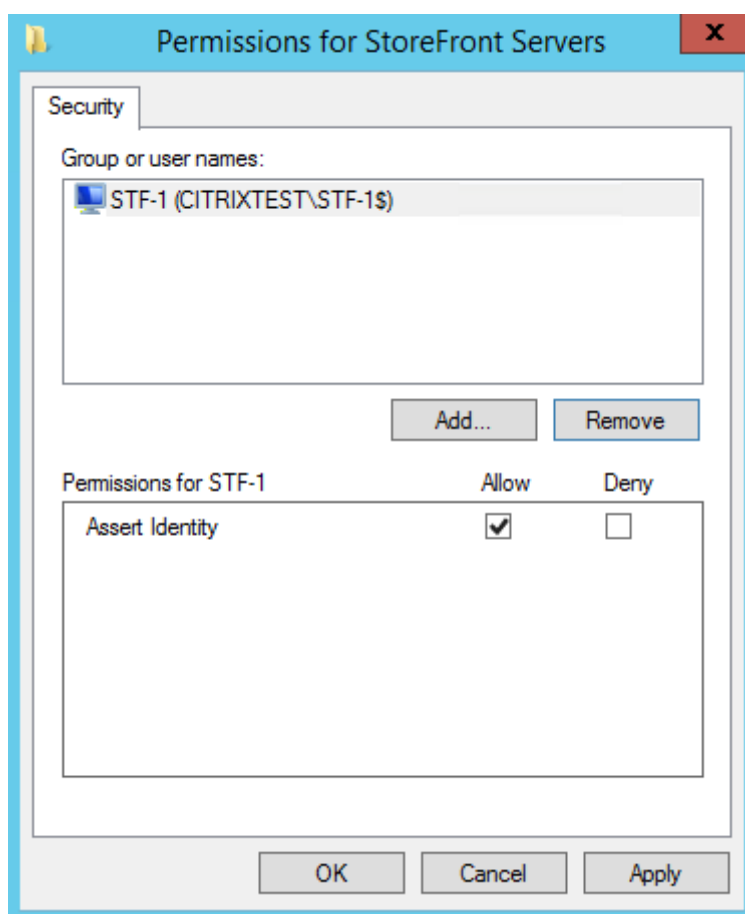 Permissions for StoreFront Servers
x
Security
Group or user names:
STF-1 (CITRIXTEST\STF-1$)
Add... Remove
Permissions for STF-1 Allow Deny
Assert Identity
OK Cancel Apply